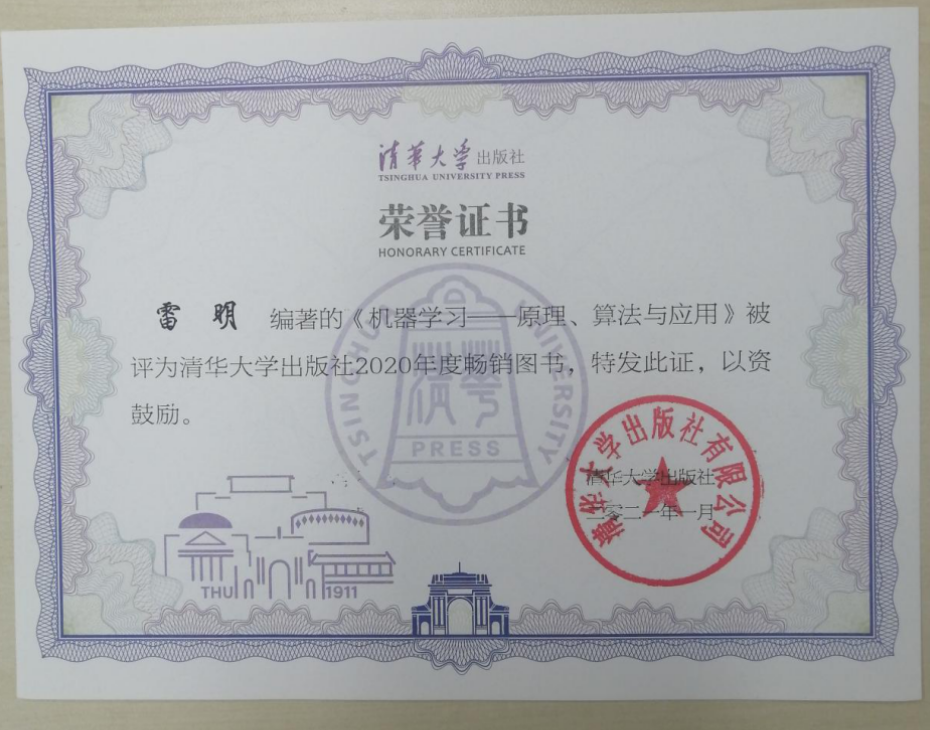 清华大学出版社
TSINGHUA UNIVERSITY PRESS
荣誉证书
HONORARY CERTIFICATE
雷 明 编著的《机器学习——原理、算法与应用》被
评为清华大学出版社2020年度畅销图书，特发此证，以资
鼓励。
TSINGHUA UNIVERSITY
清华
PRESS
清华大学出版社有限公司
清华大学出版社
二零二一年一月
THU 1911